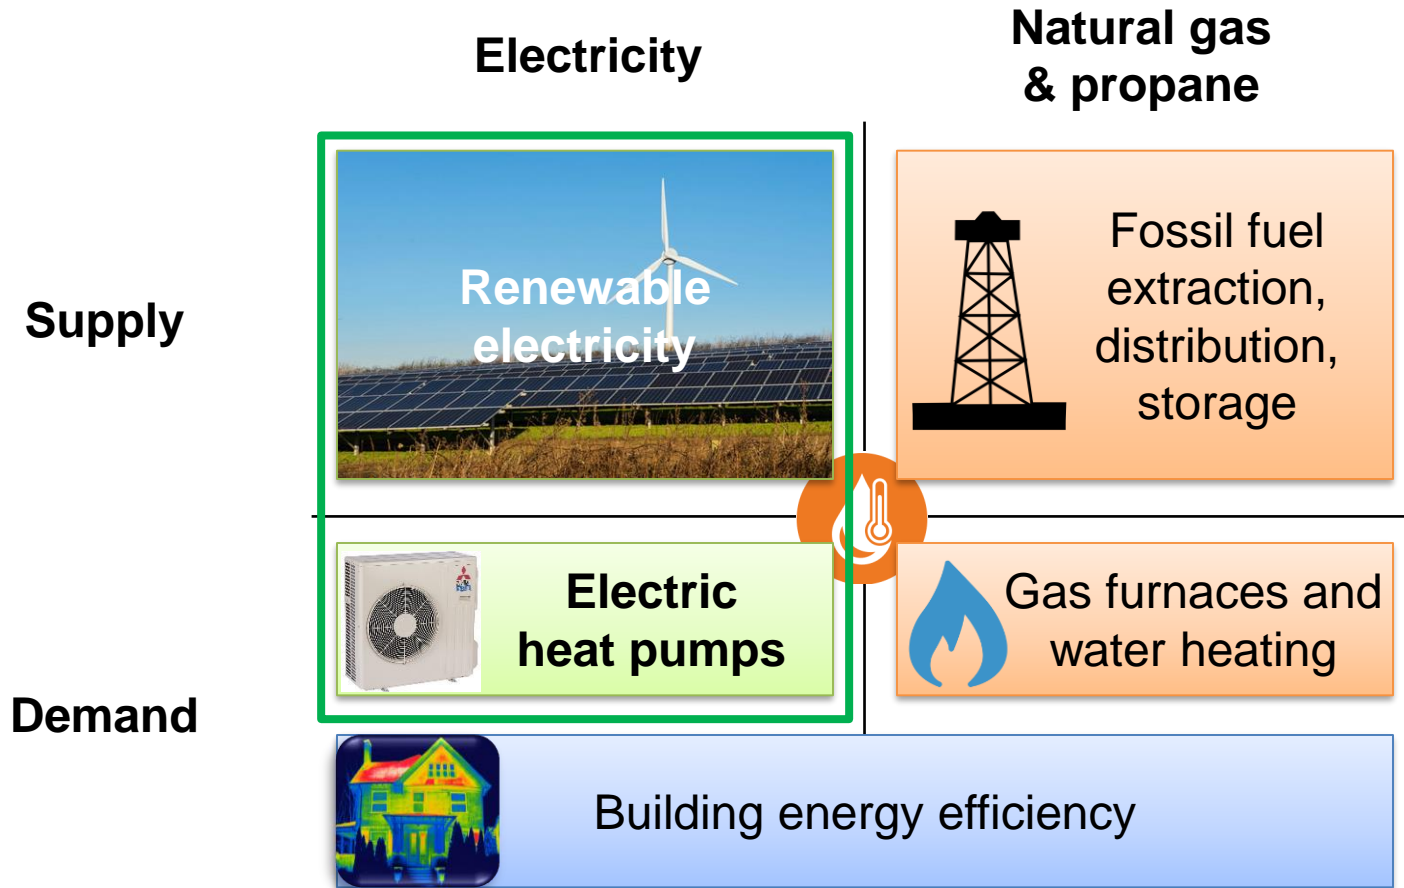 Electricity
Natural gas
& propane
Supply
Renewable
electricity
Fossil fuel
extraction,
distribution,
storage
Demand
Electric
heat pumps
Gas furnaces and
water heating
Building energy efficiency